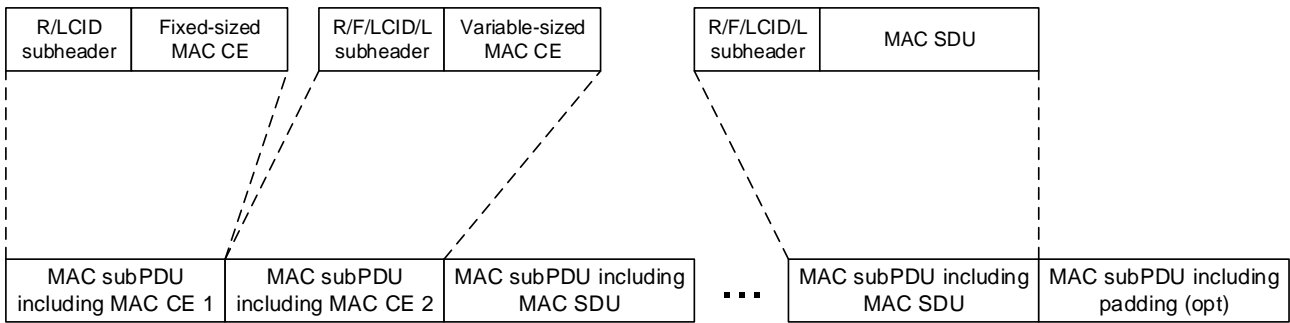 R/LCID
subheader
Fixed-sized
MAC CE
R/F/LCID/L
subheader
Variable-sized
MAC CE
R/F/LCID/L
subheader
MAC SDU
MAC subPDU
including MAC CE 1
MAC subPDU
including MAC CE 2
MAC subPDU including
MAC SDU
...
MAC subPDU including
MAC SDU
MAC subPDU including
padding (opt)